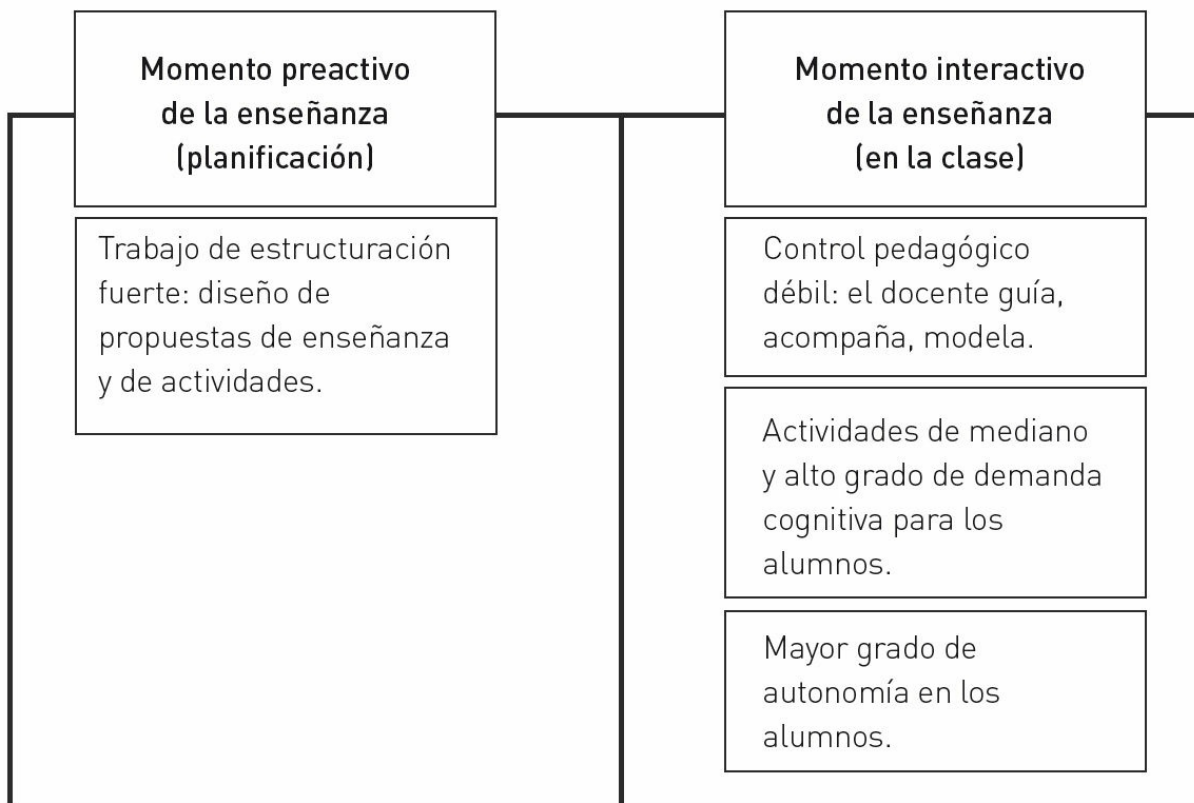 Momento preactivo
de la enseñanza
(planificación)
Trabajo de estructuración
fuerte: diseño de
propuestas de enseñanza
y de actividades.
Momento interactivo
de la enseñanza
(en la clase)
Control pedagógico
débil: el docente guía,
acompaña, modela.
Actividades de mediano
y alto grado de demanda
cognitiva para los
alumnos.
Mayor grado de
autonomía en los
alumnos.